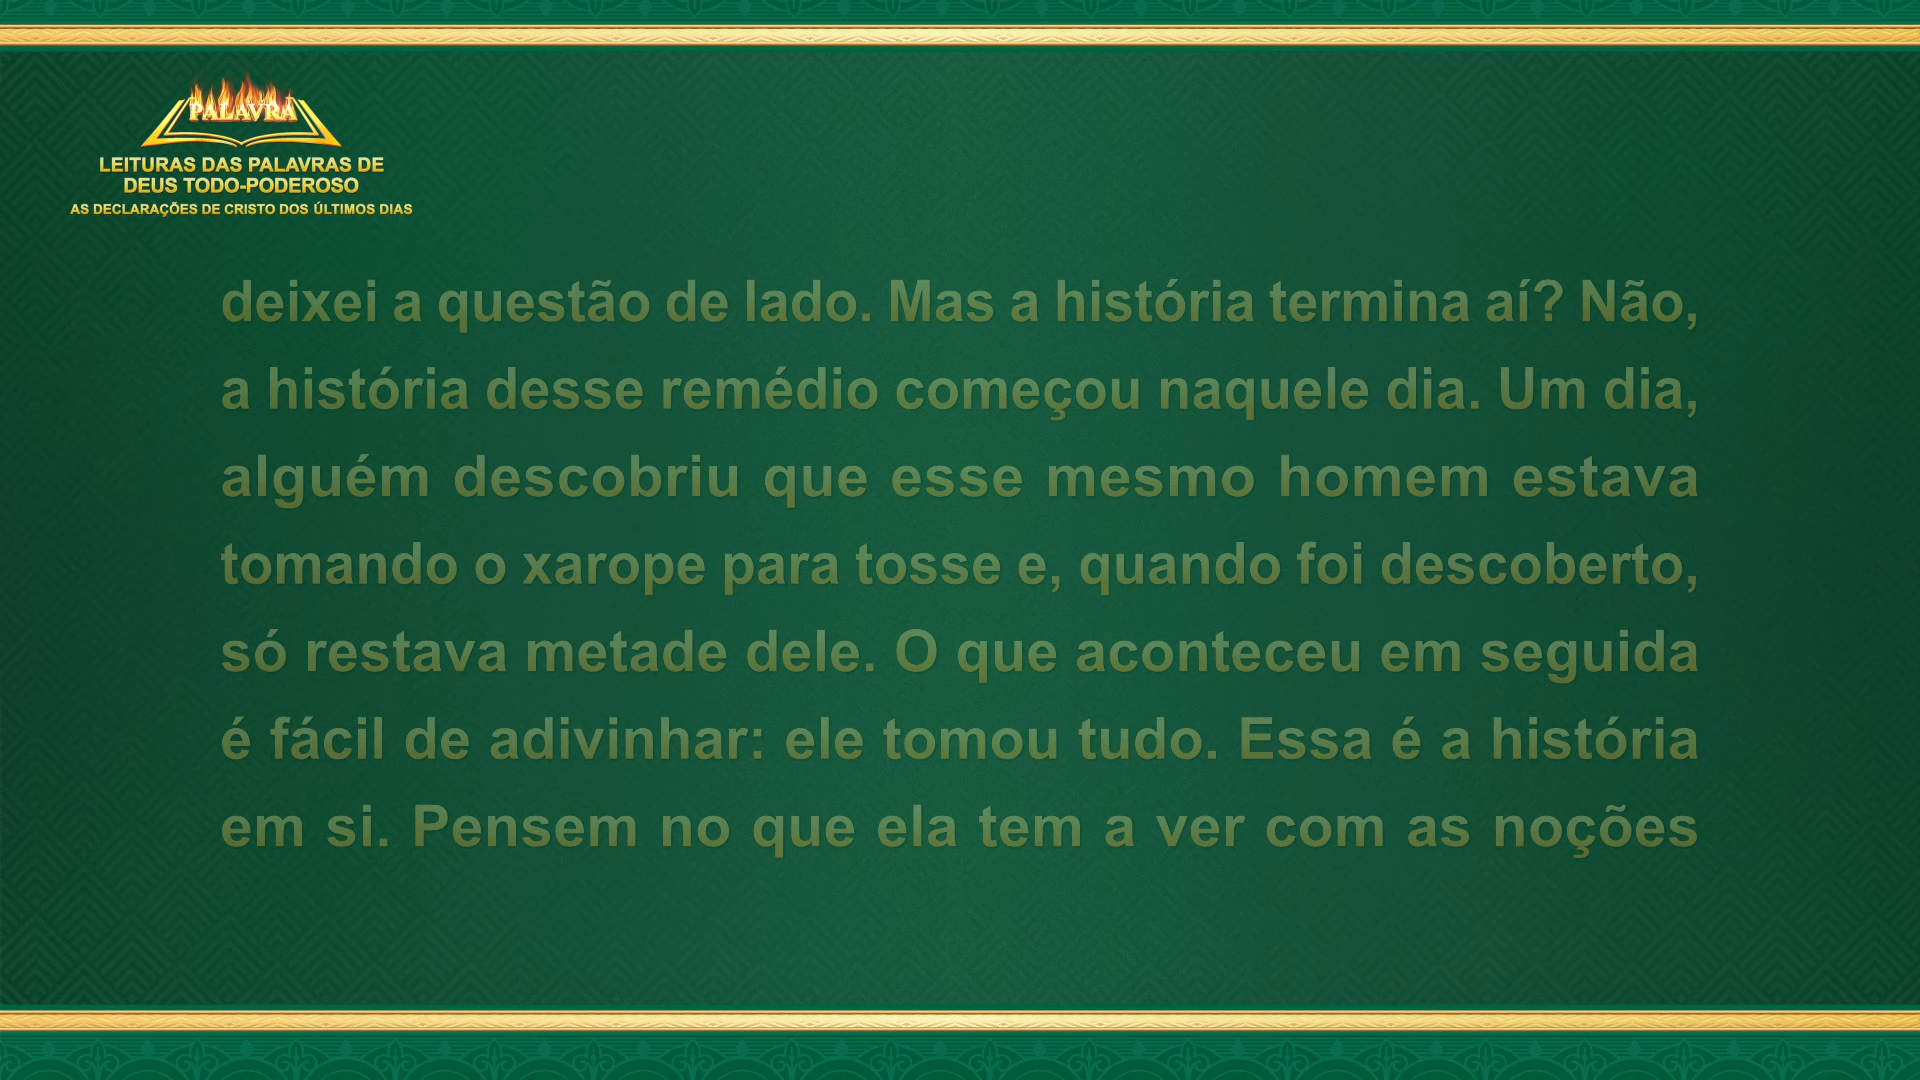 PALAVRA
LEITURAS DAS PALAVRAS DE
DEUS TODO-PODEROSO
AS DECLARAÇÕES DE CRISTO DOS ÚLTIMOS DIAS
deixei a questão de lado. Mas a história termina aí? Não,
a história desse remédio começou naquele dia. Um dia,
alguém descobriu que esse mesmo homem estava
tomando o xarope para tosse e, quando foi descoberto,
só restava metade dele. O que aconteceu em seguida
é fácil de adivinhar: ele tomou tudo. Essa é a história
em si. Pensem no que ela tem a ver com as noções